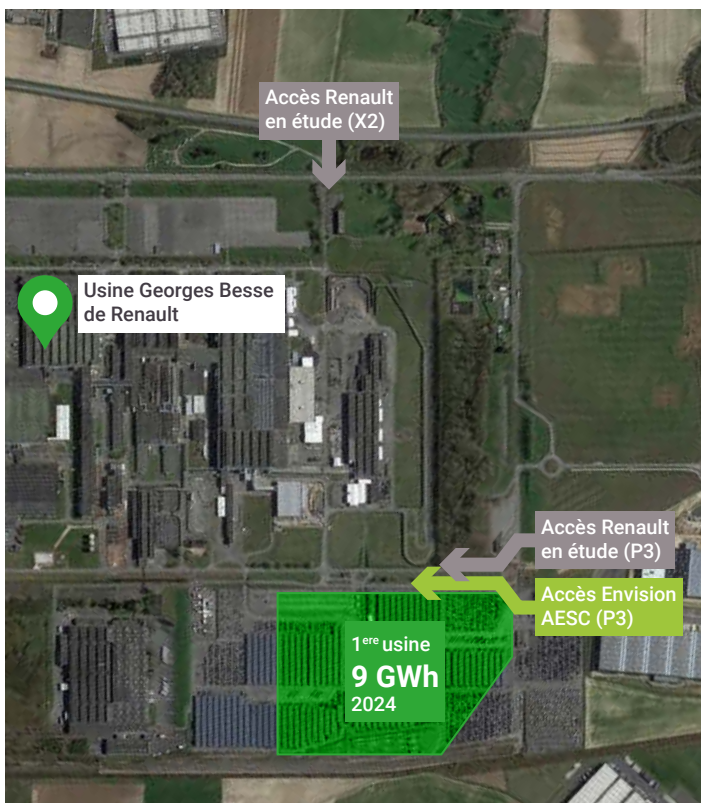 Accès Renault
en étude (X2)
Usine Georges Besse
de Renault
Accès Renault
en étude (P3)
Accès Envision
AESC (P3)
1ere usine
9 GWh
2024